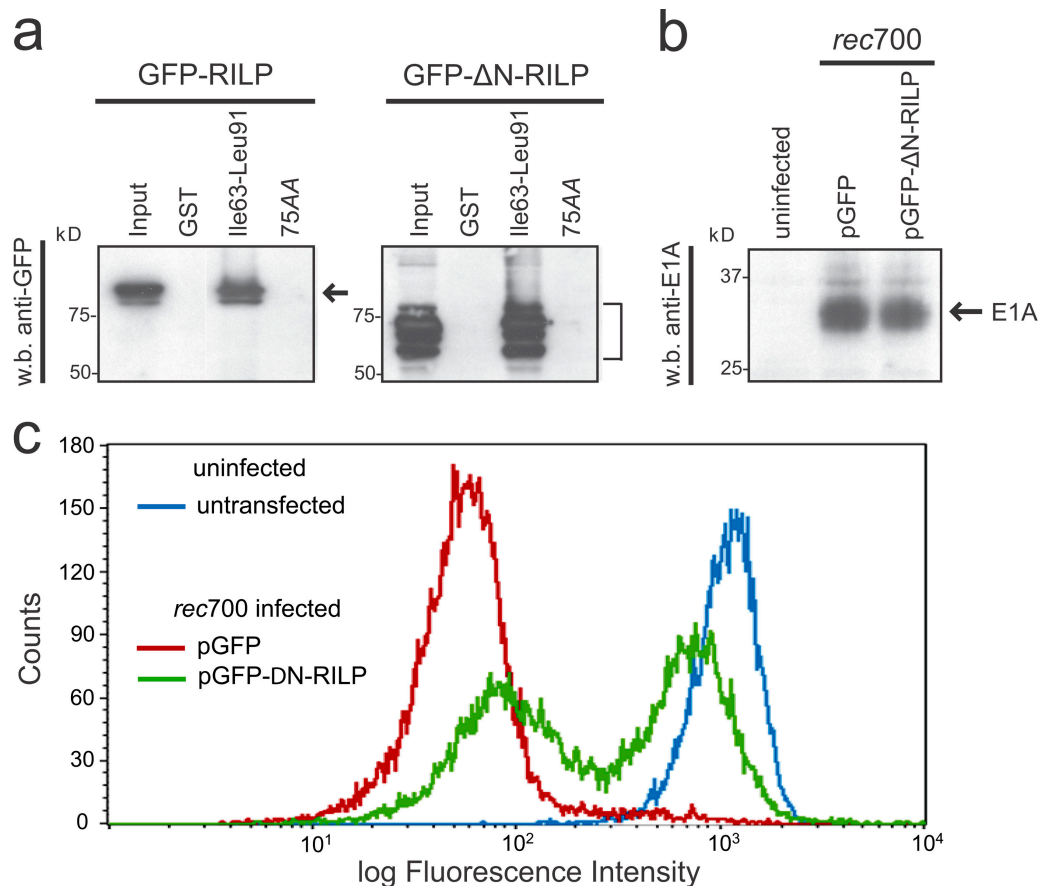 a
GFP-RILP
GFP-ΔN-RILP
Input
GST
Ile63-Leu91
75AA
Input
GST
Ile63-Leu91
75AA
kD
w.b. anti-GFP
75-
50-
75-
50-
b
rec700
uninfected
pGFP
pGFP-ΔN-RILP
kD
w.b. anti-E1A
37-
25-
E1A
c
Counts
180
150
120
90
60
30
0
uninfected
untransfected
rec700 infected
pGFP
pGFP-DN-RILP
10¹
10²
10³
10⁴
log Fluorescence Intensity